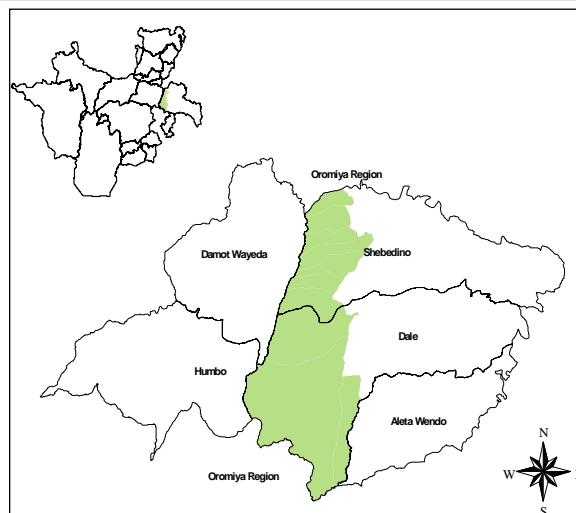 Oromiya Region
Damot Wayeda
Shebedino
Dale
Humbo
Aleta Wendo
Oromiya Region
N
W
S